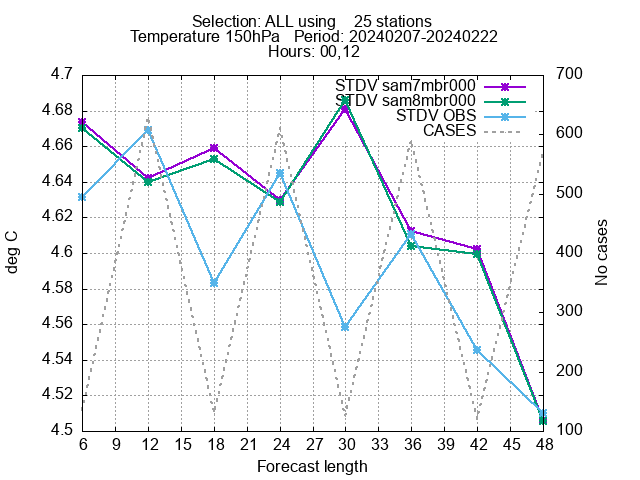 Selection: ALL using    25 stations
Temperature 150hPa   Period: 20240207-20240222
Hours: 00,12
STDV sam7mbr000
STDV sam8mbr000
STDV OBS
CASES
4.7
4.68
4.66
4.64
4.62
4.6
4.58
4.56
4.54
4.52
4.5
deg C
700
600
500
400
300
200
100
No cases
6 9 12 15 18 21 24 27 30 33 36 39 42 45 48
Forecast length